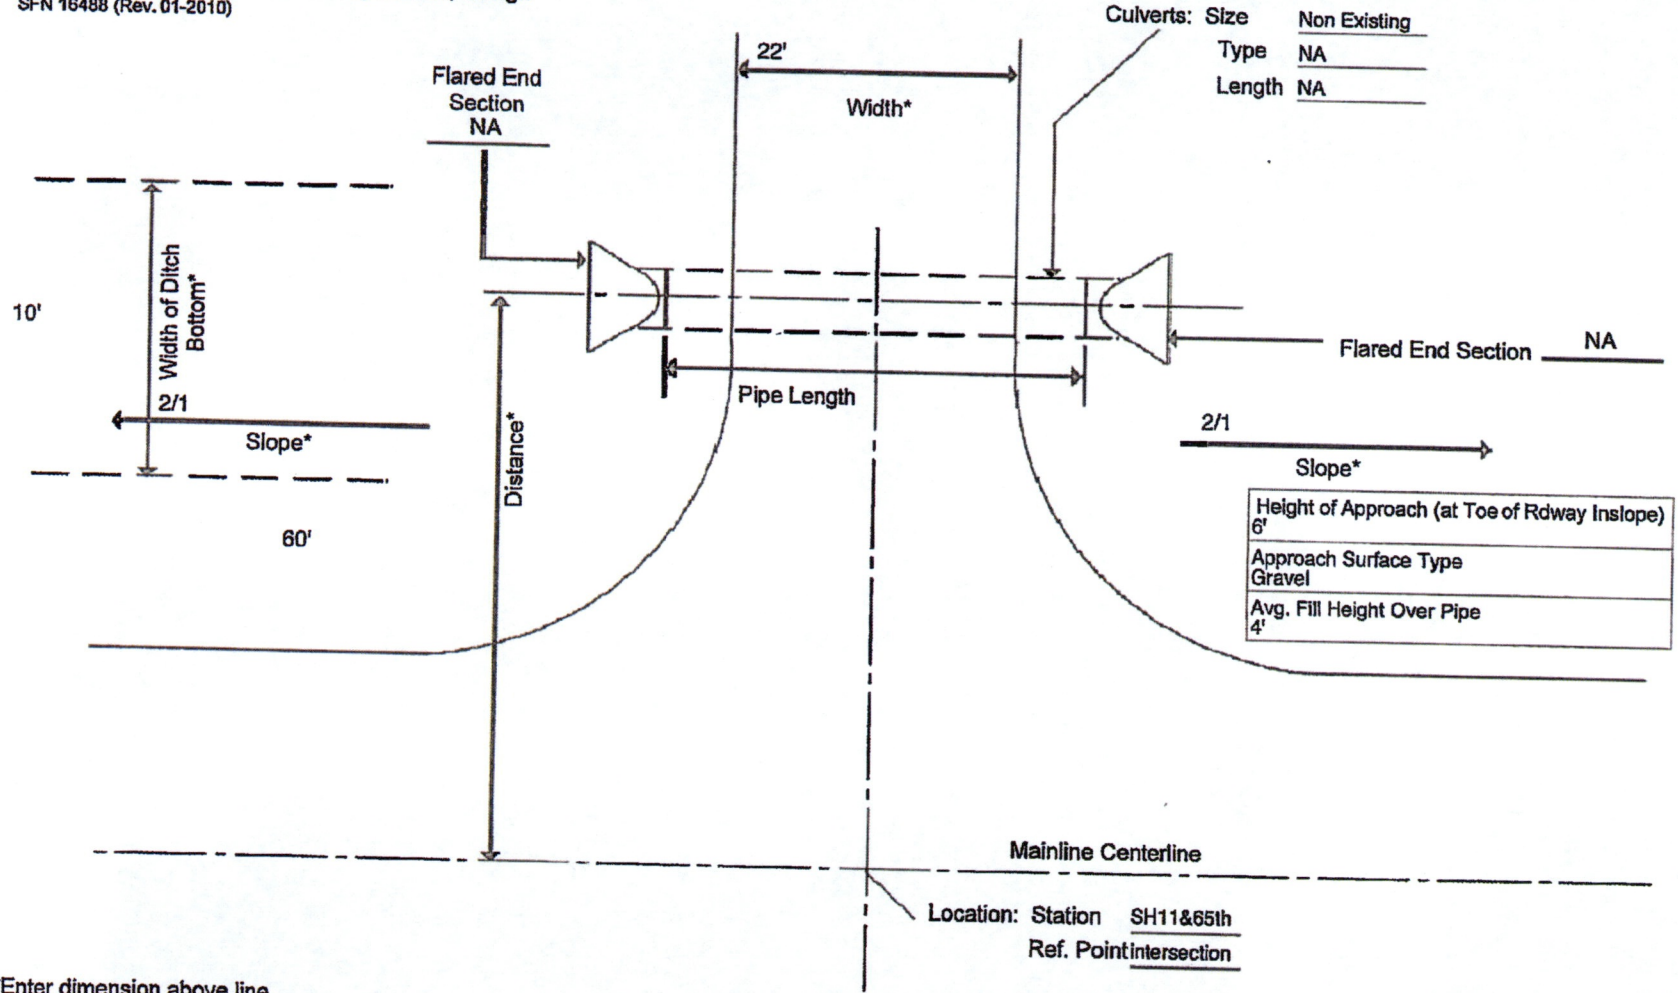 SFN 16488 (Rev. 01-2010)
Culverts: Size Non Existing
Type NA
Length NA
22'
Width*
Flared End
Section
NA
10'
Width of Ditch
Bottom*
2/1
Slope*
60'
Distance*
Pipe Length
Flared End Section NA
2/1
Slope*
Height of Approach (at Toe of Rdway Inslope)
6'
Approach Surface Type
Gravel
Avg. Fill Height Over Pipe
4'
Mainline Centerline
Location: Station SH11&65th
Ref. Point intersection
Enter dimension above line